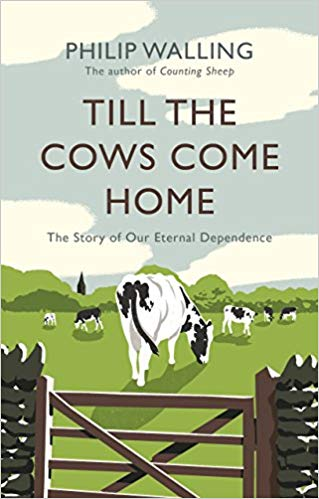 PHILIP WALLING
The author of Counting Sheep
TILL THE
COWS COME
HOME
The Story of Our Eternal Dependence